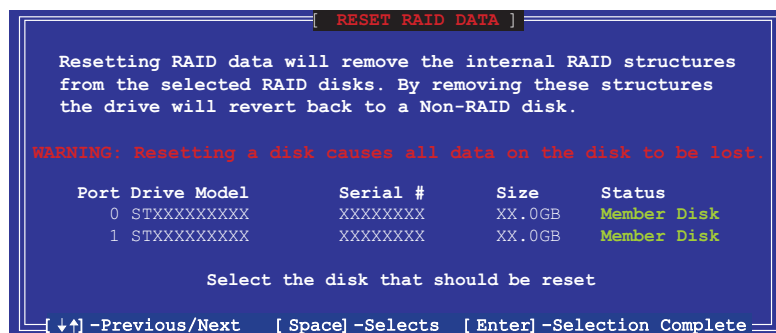 [ RESET RAID DATA ]
Resetting RAID data will remove the internal RAID structures
from the selected RAID disks. By removing these structures
the drive will revert back to a Non-RAID disk.
WARNING: Resetting a disk causes all data on the disk to be lost.
Port Drive Model Serial # Size Status
0 STXXXXXXXXX XXXXXXXX XX.0GB Member Disk
1 STXXXXXXXXX XXXXXXXX XX.0GB Member Disk
Select the disk that should be reset
[↓↑]-Previous/Next [Space]-Selects [Enter]-Selection Complete